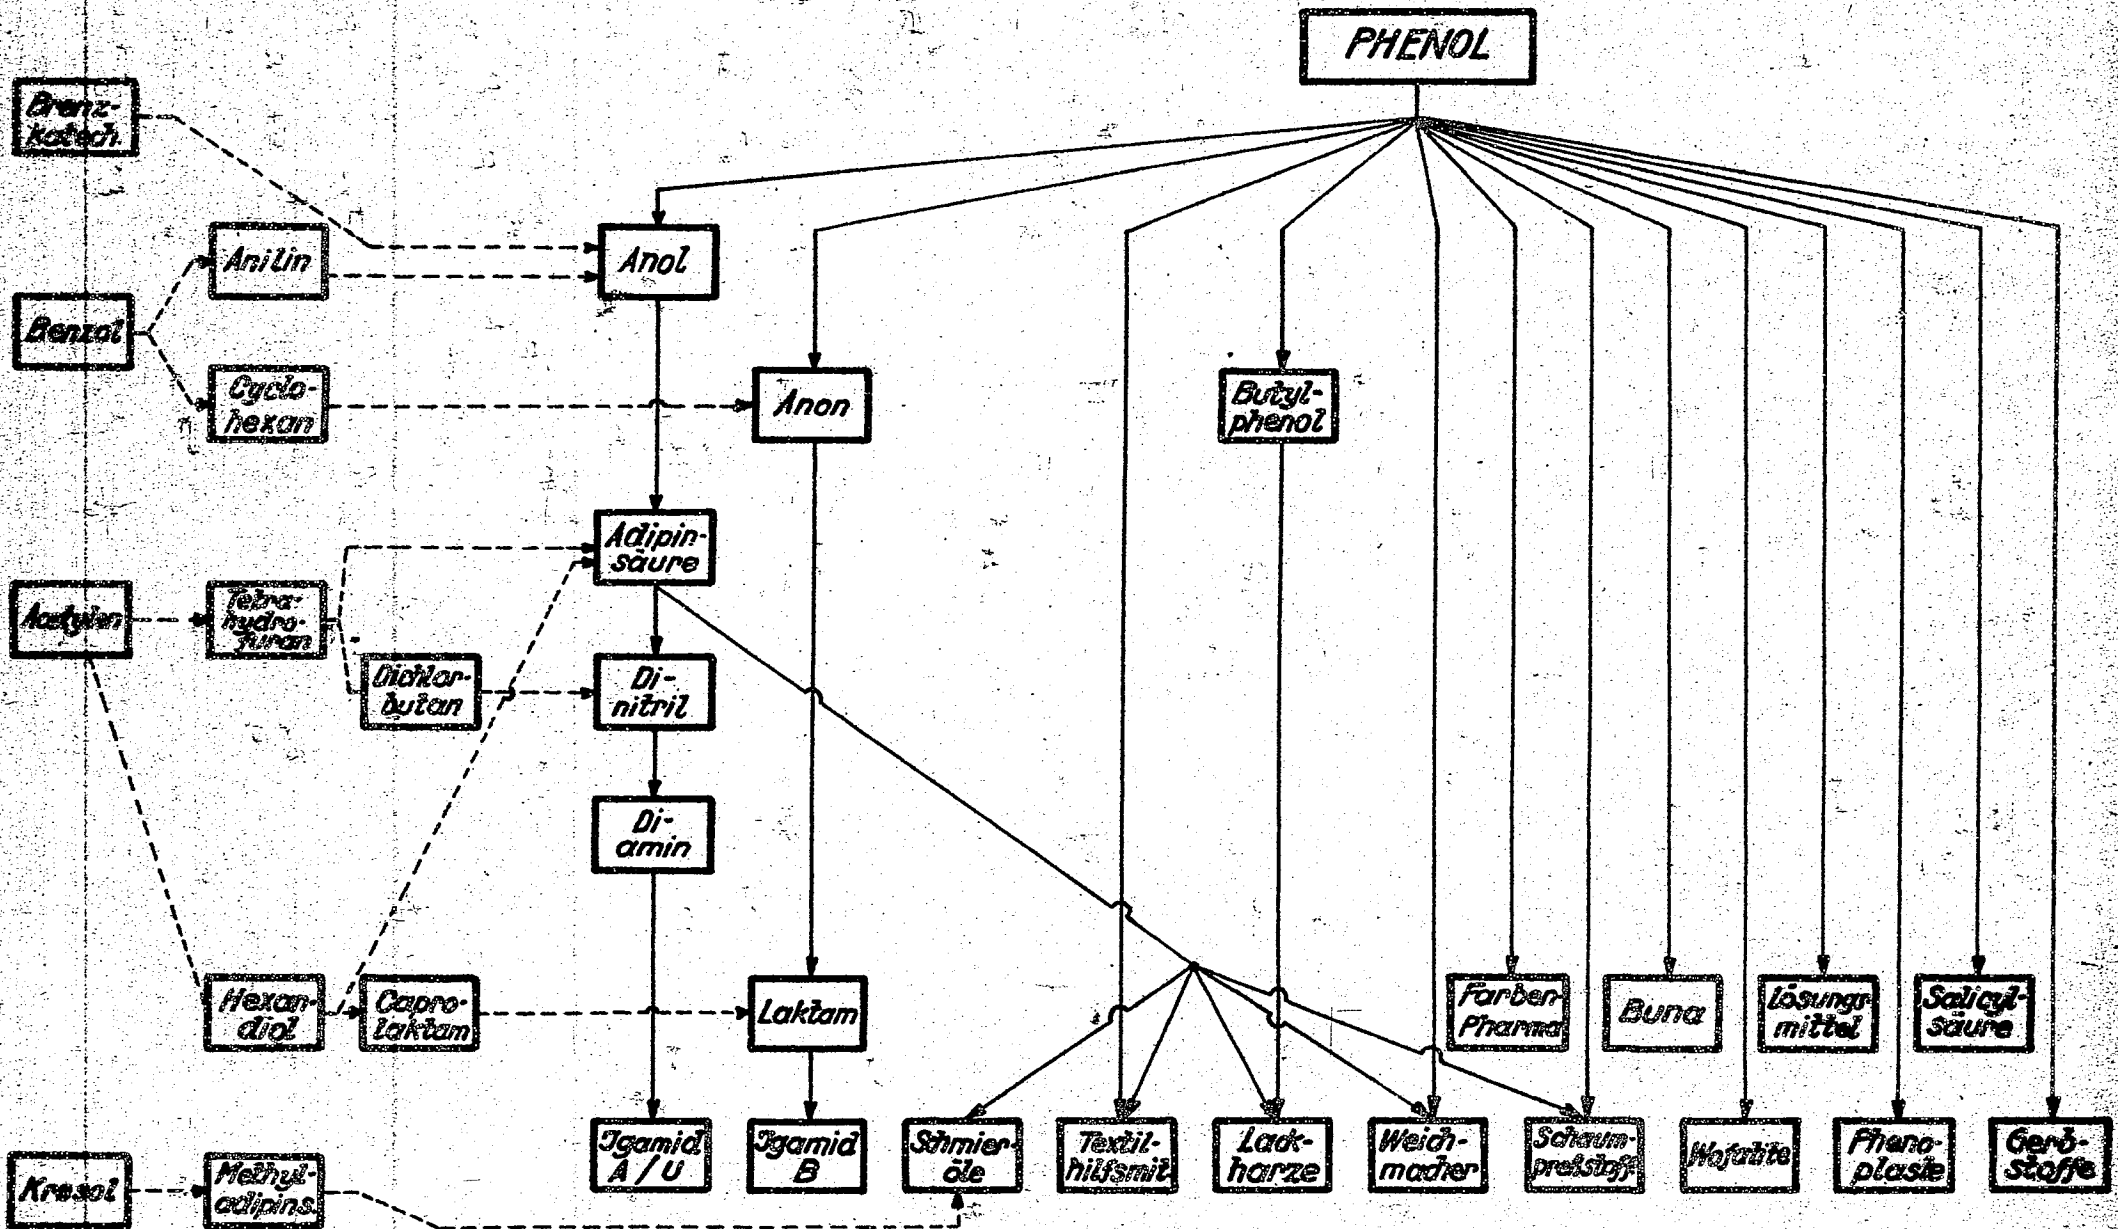 PHENOL
Brenz-
katech.
Anilin
Anol
Benzol
Cyclo-
hexan
Anon
Butyl-
phenol
Adipin-
säure
Acetylen
Tetra-
hydro-
furan
Dichlor-
butan
Di-
nitril
Di-
amin
Hexan-
diol
Capro-
laktam
Laktam
Farben-
Pharma
Buna
Lösungs-
mittel
Salicyl-
säure
Kresol
Methyl-
adipins.
Igamid
A/U
Igamid
B
Schmier-
öle
Textil-
hilfsmit.
Lack-
harze
Weich-
macher
Schaum-
preßstoff.
Wofatite
Pheno-
plaste
Gerb-
stoffe